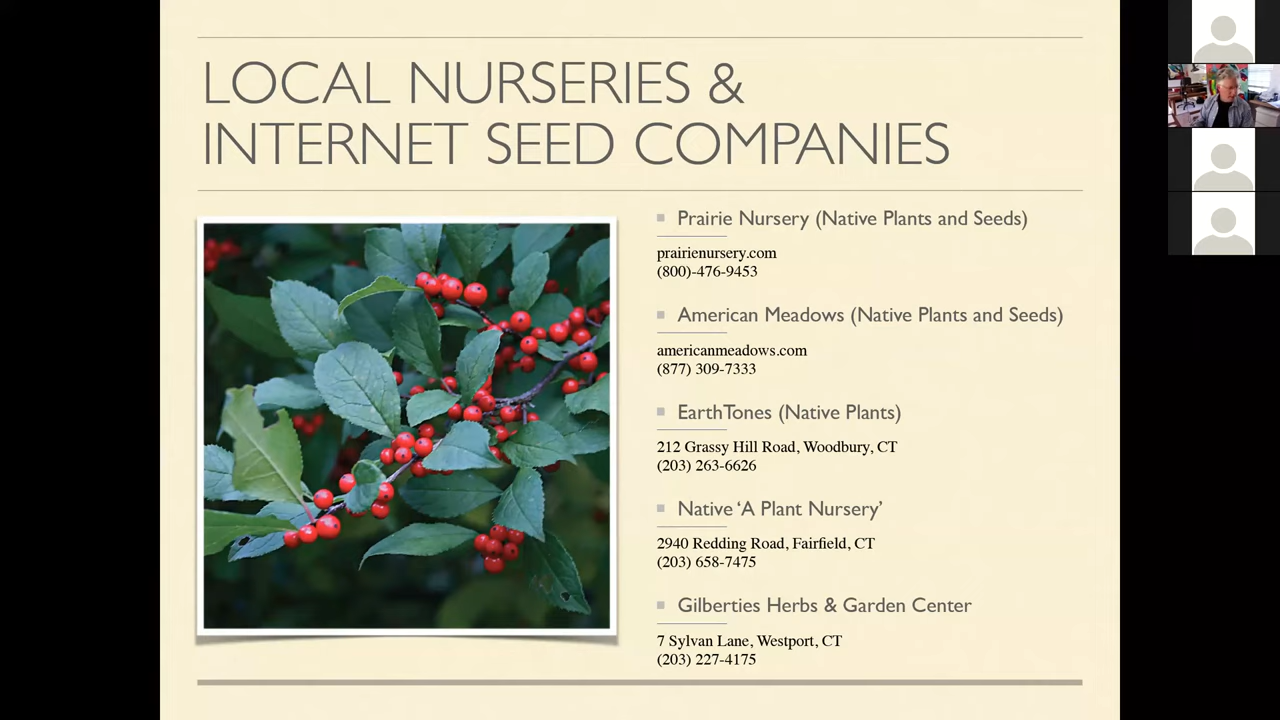 LOCAL NURSERIES &
INTERNET SEED COMPANIES
Prairie Nursery (Native Plants and Seeds)
prairienursery.com
(800)-476-9453
American Meadows (Native Plants and Seeds)
americanmeadows.com
(877) 309-7333
EarthTones (Native Plants)
212 Grassy Hill Road, Woodbury, CT
(203) 263-6626
Native ‘A Plant Nursery’
2940 Redding Road, Fairfield, CT
(203) 658-7475
Gilberties Herbs & Garden Center
7 Sylvan Lane, Westport, CT
(203) 227-4175